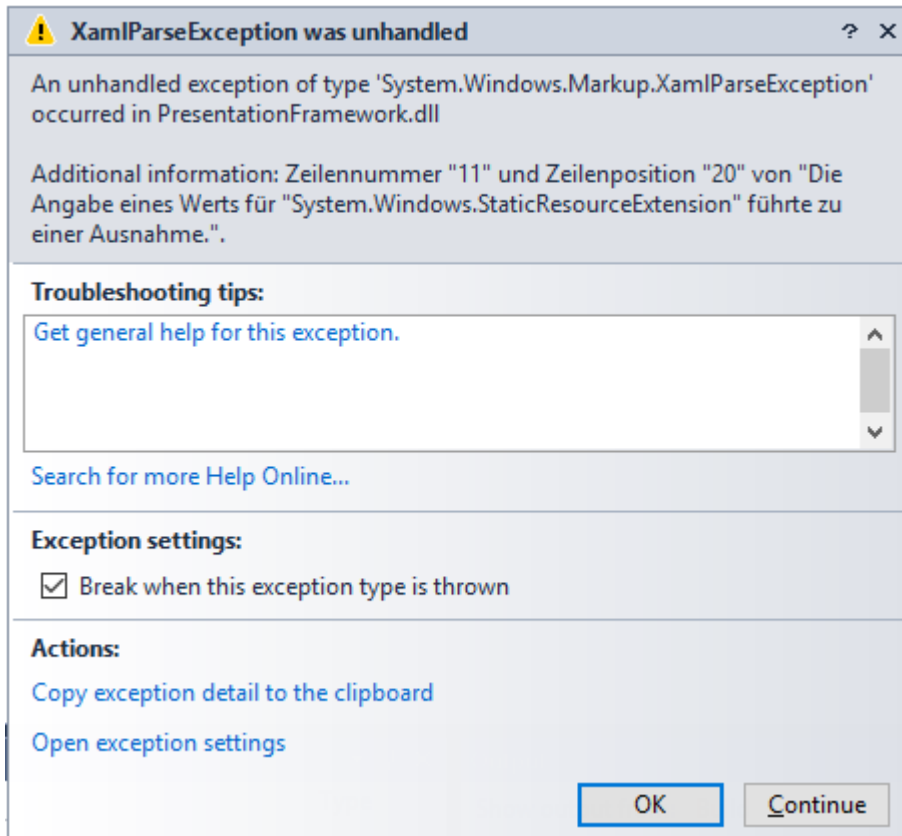 XamlParseException was unhandled
? ×
An unhandled exception of type 'System.Windows.Markup.XamlParseException'
occurred in PresentationFramework.dll
Additional information: Zeilennummer "11" und Zeilenposition "20" von "Die
Angabe eines Werts für "System.Windows.StaticResourceExtension" führte zu
einer Ausnahme.".
Troubleshooting tips:
Get general help for this exception.
Search for more Help Online...
Exception settings:
Break when this exception type is thrown
Actions:
Copy exception detail to the clipboard
Open exception settings
OK
Continue